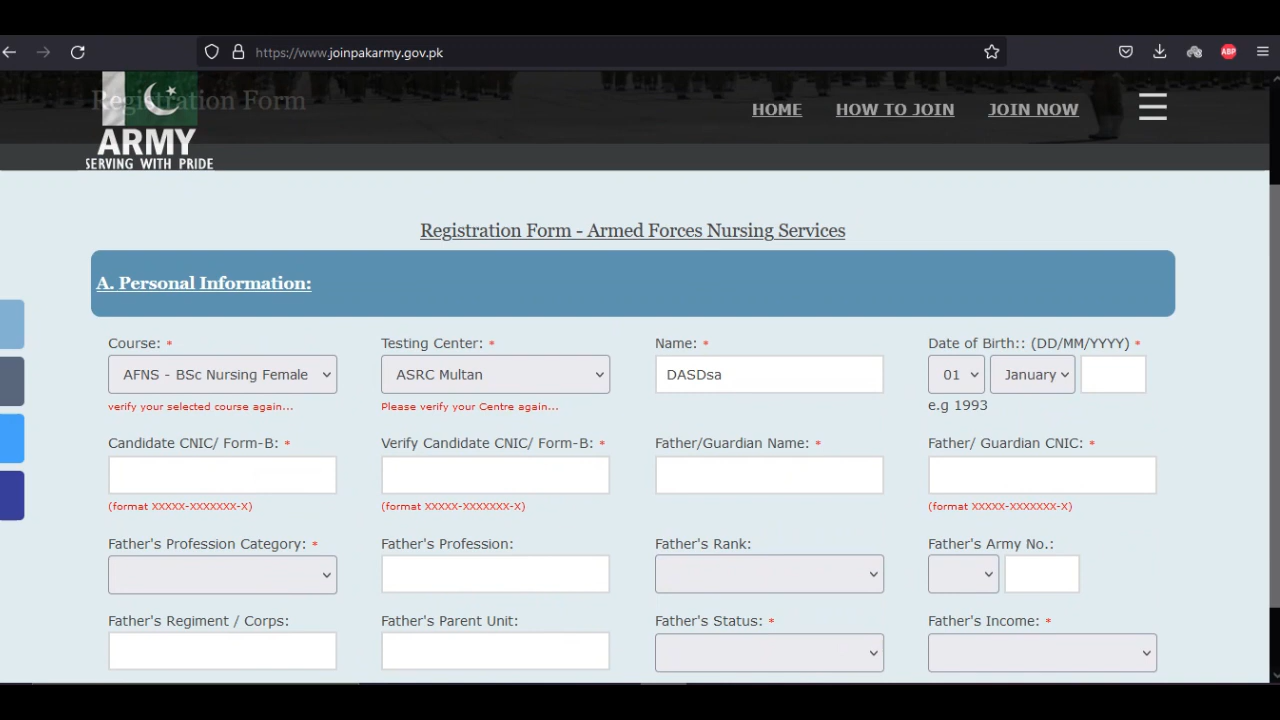 https://www.joinpakarmy.gov.pk
ABP
Registration Form
ARMY
SERVING WITH PRIDE
HOME HOW TO JOIN JOIN NOW
Registration Form - Armed Forces Nursing Services
A. Personal Information:
Course: * Testing Center: * Name: * Date of Birth:: (DD/MM/YYYY) *
AFNS - BSc Nursing Female ASRC Multan DASDsa 01 January
verify your selected course again... Please verify your Centre again... e.g 1993
Candidate CNIC/ Form-B: * Verify Candidate CNIC/ Form-B: * Father/Guardian Name: * Father/ Guardian CNIC: *
(format XXXXX-XXXXXXX-X) (format XXXXX-XXXXXXX-X) (format XXXXX-XXXXXXX-X)
Father's Profession Category: * Father's Profession: Father's Rank: Father's Army No.:
Father's Regiment / Corps: Father's Parent Unit: Father's Status: * Father's Income: *